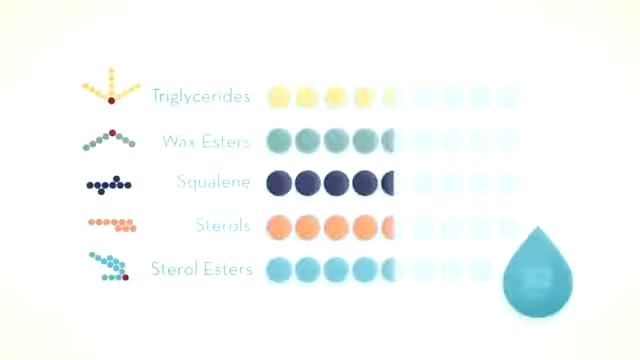 Triglycerides
Wax Esters
Squalene
Sterols
Sterol Esters